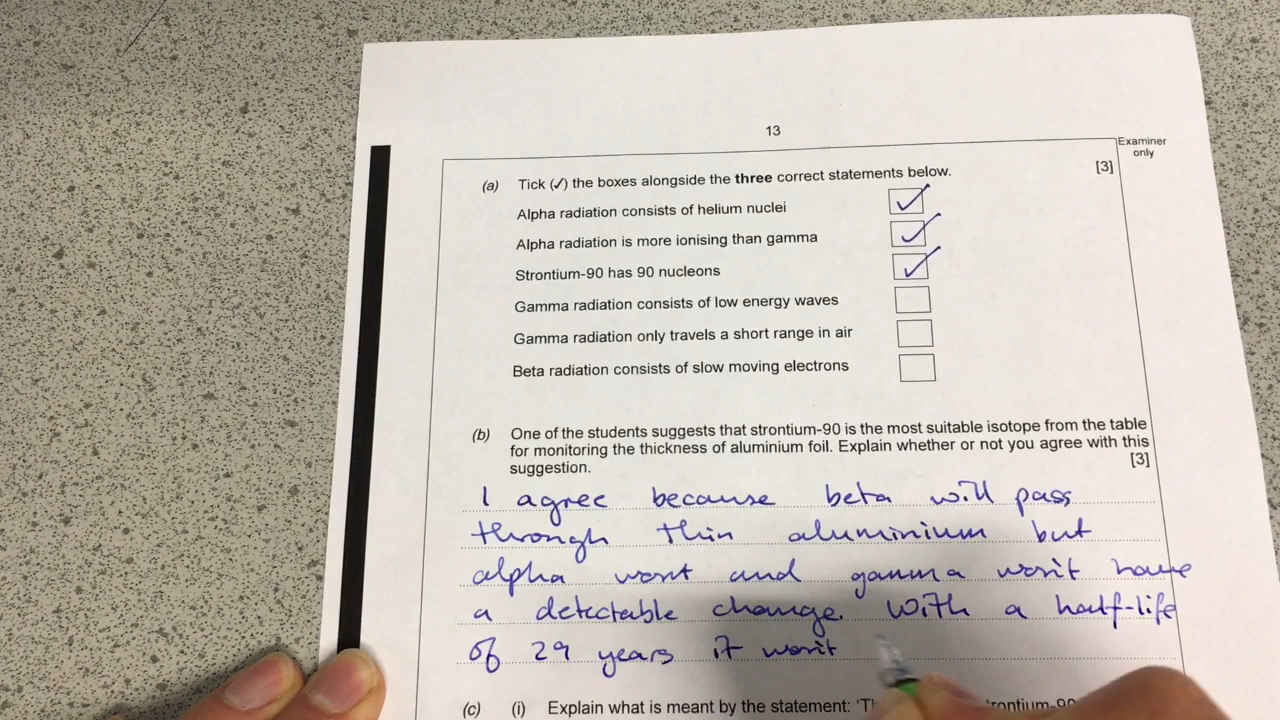 13
Examiner
only
(a) Tick (✓) the boxes alongside the three correct statements below. [3]
Alpha radiation consists of helium nuclei ✓
Alpha radiation is more ionising than gamma ✓
Strontium-90 has 90 nucleons ✓
Gamma radiation consists of low energy waves
Gamma radiation only travels a short range in air
Beta radiation consists of slow moving electrons
(b) One of the students suggests that strontium-90 is the most suitable isotope from the table
for monitoring the thickness of aluminium foil. Explain whether or not you agree with this
suggestion. [3]
I agree because beta will pass
through thin aluminium but
alpha wont and gamma won't have
a detectable change. With a half-life
of 29 years it won't
(c) (i) Explain what is meant by the statement: 'Th